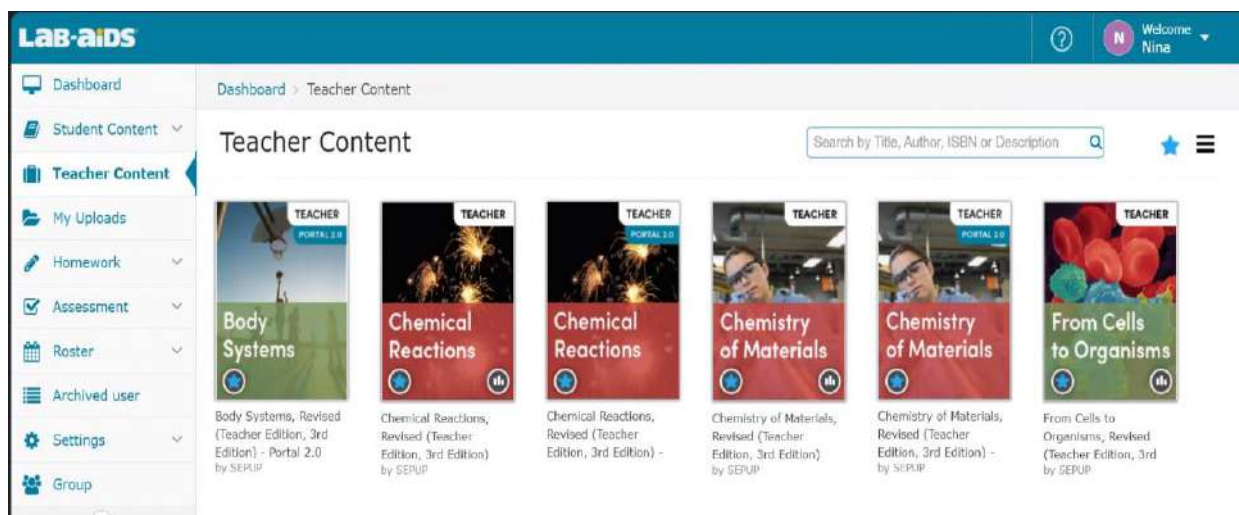 LaB-aiDS
Welcome
N
Nina
Dashboard
Student Content
Teacher Content
My Uploads
Homework
Assessment
Roster
Archived user
Settings
Group
Dashboard > Teacher Content
Teacher Content
Search by Title, Author, ISBN or Description
TEACHER
PORTAL 2.0
Body
Systems
Body Systems, Revised
(Teacher Edition, 3rd
Edition) - Portal 2.0
by SEPUP
TEACHER
Chemical
Reactions
Chemical Reactions,
Revised (Teacher
Edition, 3rd Edition)
by SEPUP
TEACHER
PORTAL 2.0
Chemical
Reactions
Chemical Reactions,
Revised (Teacher
Edition, 3rd Edition) -
TEACHER
Chemistry
of Materials
Chemistry of Materials,
Revised (Teacher
Edition, 3rd Edition)
by SEPUP
TEACHER
PORTAL 2.0
Chemistry
of Materials
Chemistry of Materials,
Revised (Teacher
Edition, 3rd Edition) -
by SEPUP
TEACHER
From Cells
to Organisms
From Cells to
Organisms, Revised
(Teacher Edition, 3rd
by SEPUP